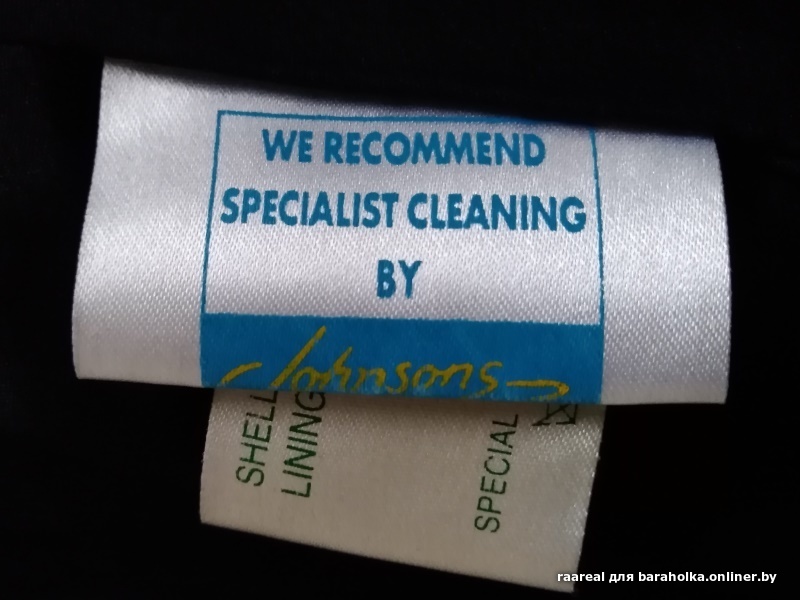 WE RECOMMEND
SPECIALIST CLEANING
BY
Johnsons
SHELL
LINING
SPECIAL
raareal для baraholka.onliner.by